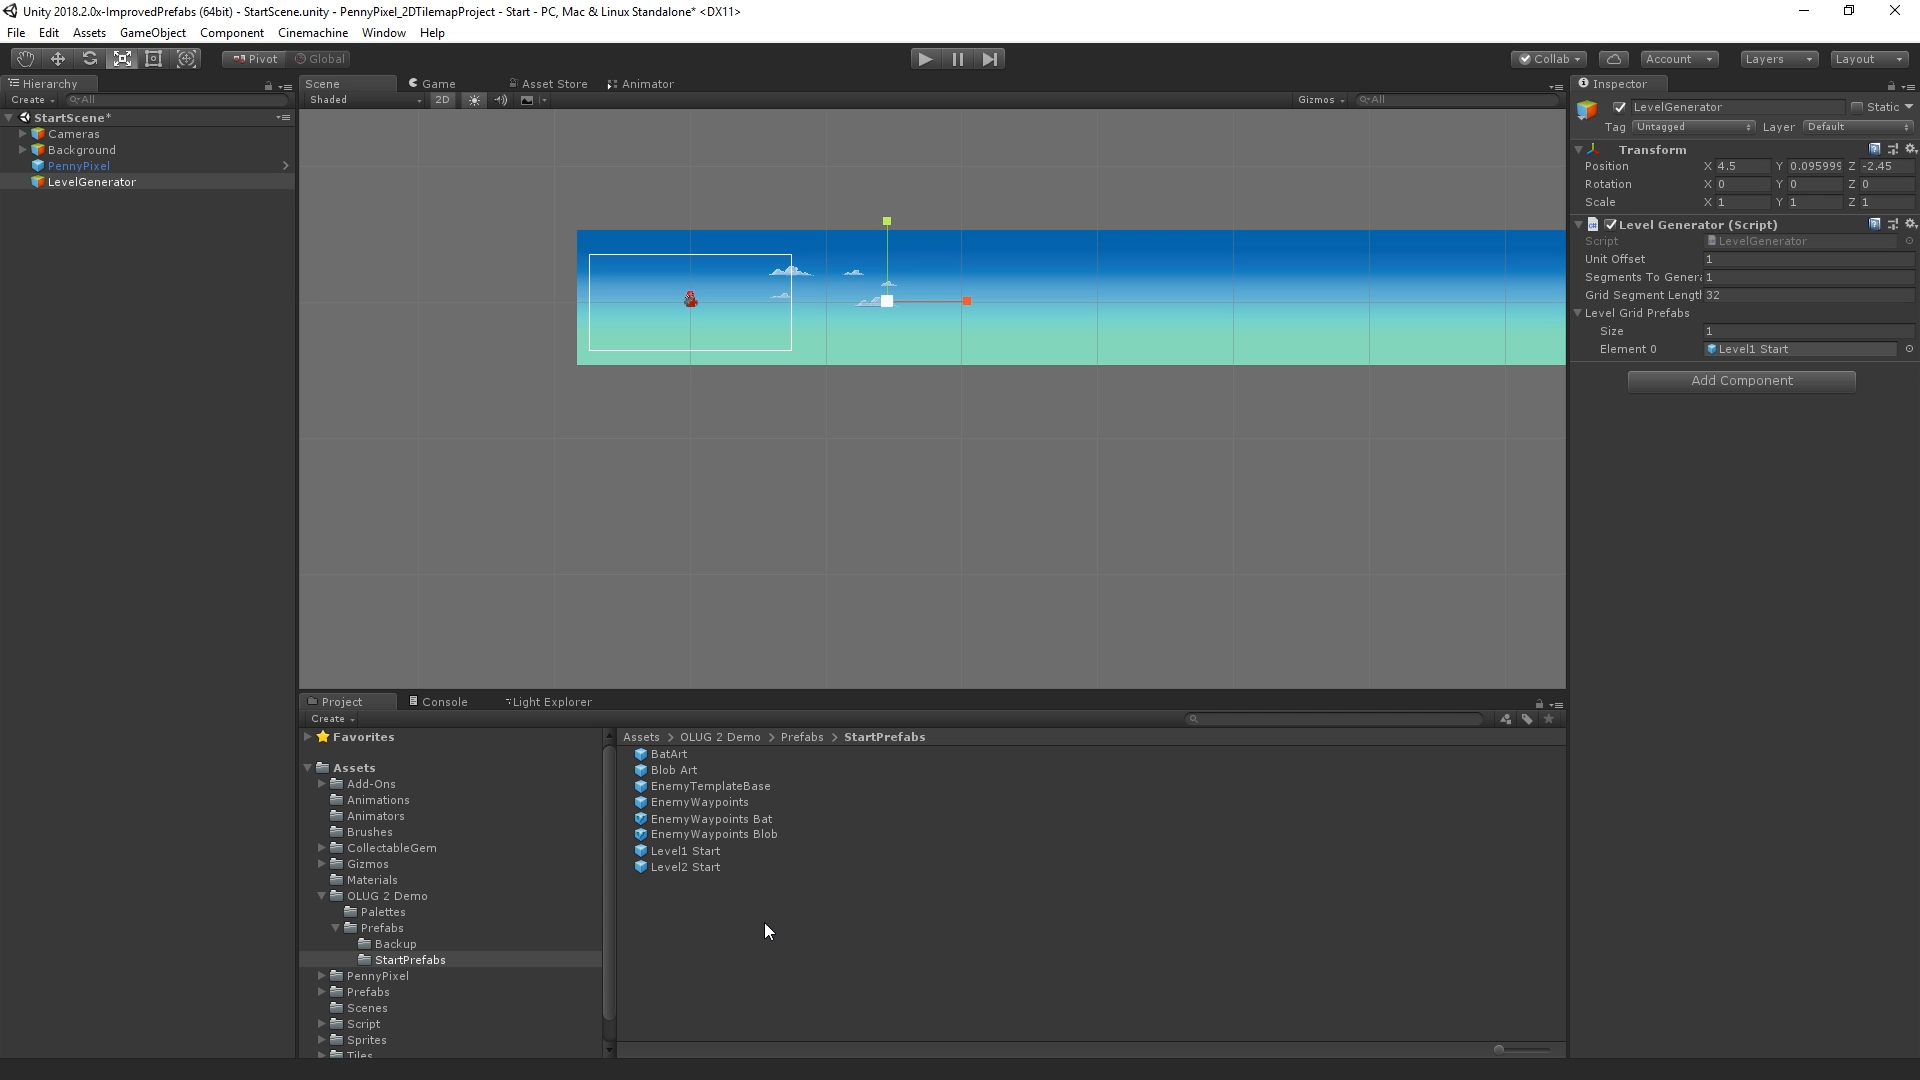 Unity 2018.2.0x-ImprovedPrefabs (64bit) - StartScene.unity - PennyPixel_2DTilemapProject - Start - PC, Mac & Linux Standalone* <DX11>
File Edit Assets GameObject Component Cinemachine Window Help
Pivot Global Collab Account Layers Layout
Hierarchy
Create All
StartScene*
Cameras
Background
PennyPixel
LevelGenerator
Scene Game Asset Store Animator
Shaded 2D Gizmos All
Inspector
LevelGenerator Static
Tag Untagged Layer Default
Transform
Position X 4.5 Y 0.095999 Z -2.45
Rotation X 0 Y 0 Z 0
Scale X 1 Y 1 Z 1
Level Generator (Script)
Script LevelGenerator
Unit Offset 1
Segments To Genera 1
Grid Segment Lengtl 32
Level Grid Prefabs
Size 1
Element 0 Level1 Start
Add Component
Project Console Light Explorer
Create
Favorites
Assets
Add-Ons
Animations
Animators
Brushes
CollectableGem
Gizmos
Materials
OLUG 2 Demo
Palettes
Prefabs
Backup
StartPrefabs
PennyPixel
Prefabs
Scenes
Script
Sprites
Tiles
Assets > OLUG 2 Demo > Prefabs > StartPrefabs
BatArt
Blob Art
EnemyTemplateBase
EnemyWaypoints
EnemyWaypoints Bat
EnemyWaypoints Blob
Level1 Start
Level2 Start